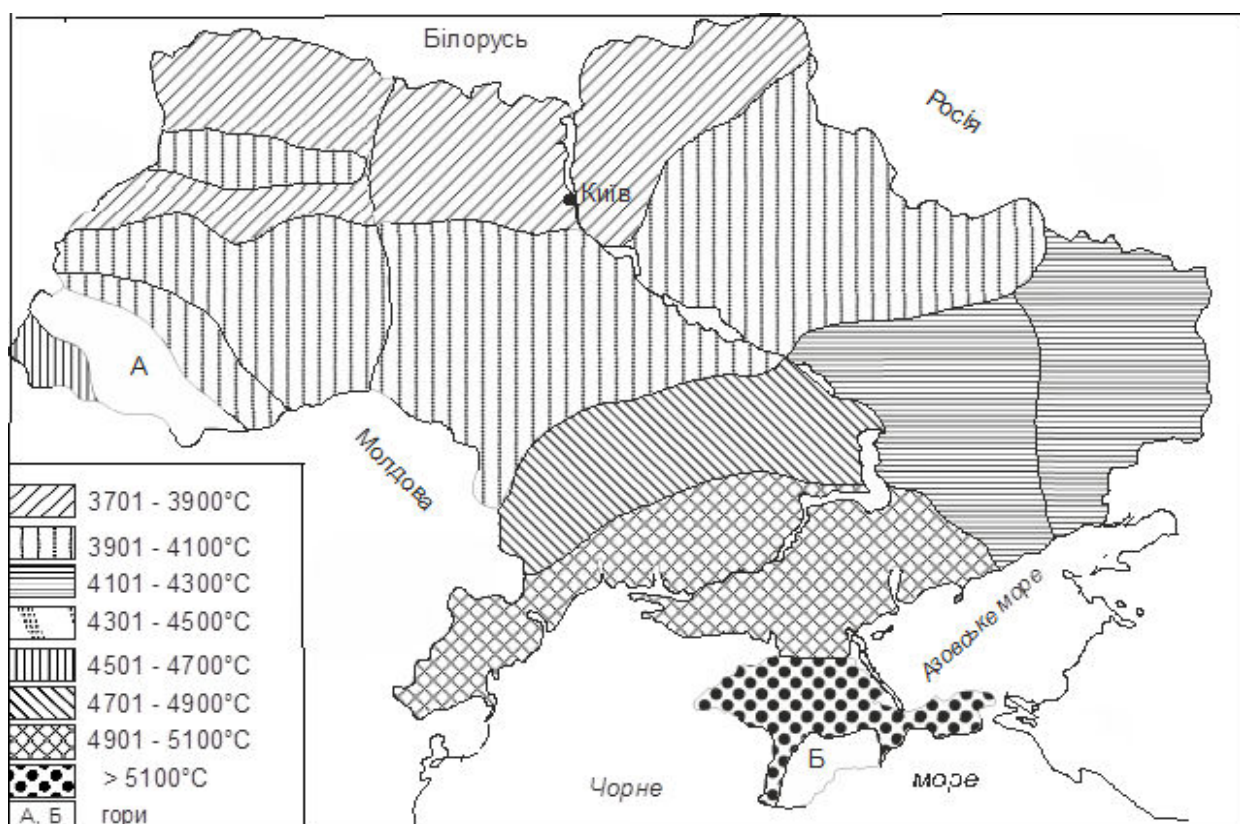 Білорусь
Росія
Київ
А
Молдова
3701 - 3900°C
3901 - 4100°C
4101 - 4300°C
4301 - 4500°C
4501 - 4700°C
4701 - 4900°C
4901 - 5100°C
> 5100°C
А, Б гори
Азовське море
Б
Чорне море